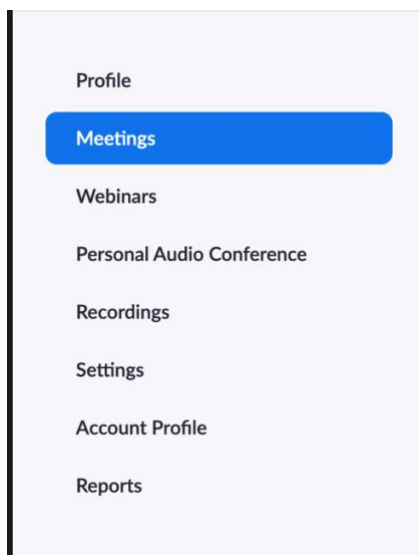 Profile
Meetings
Webinars
Personal Audio Conference
Recordings
Settings
Account Profile
Reports